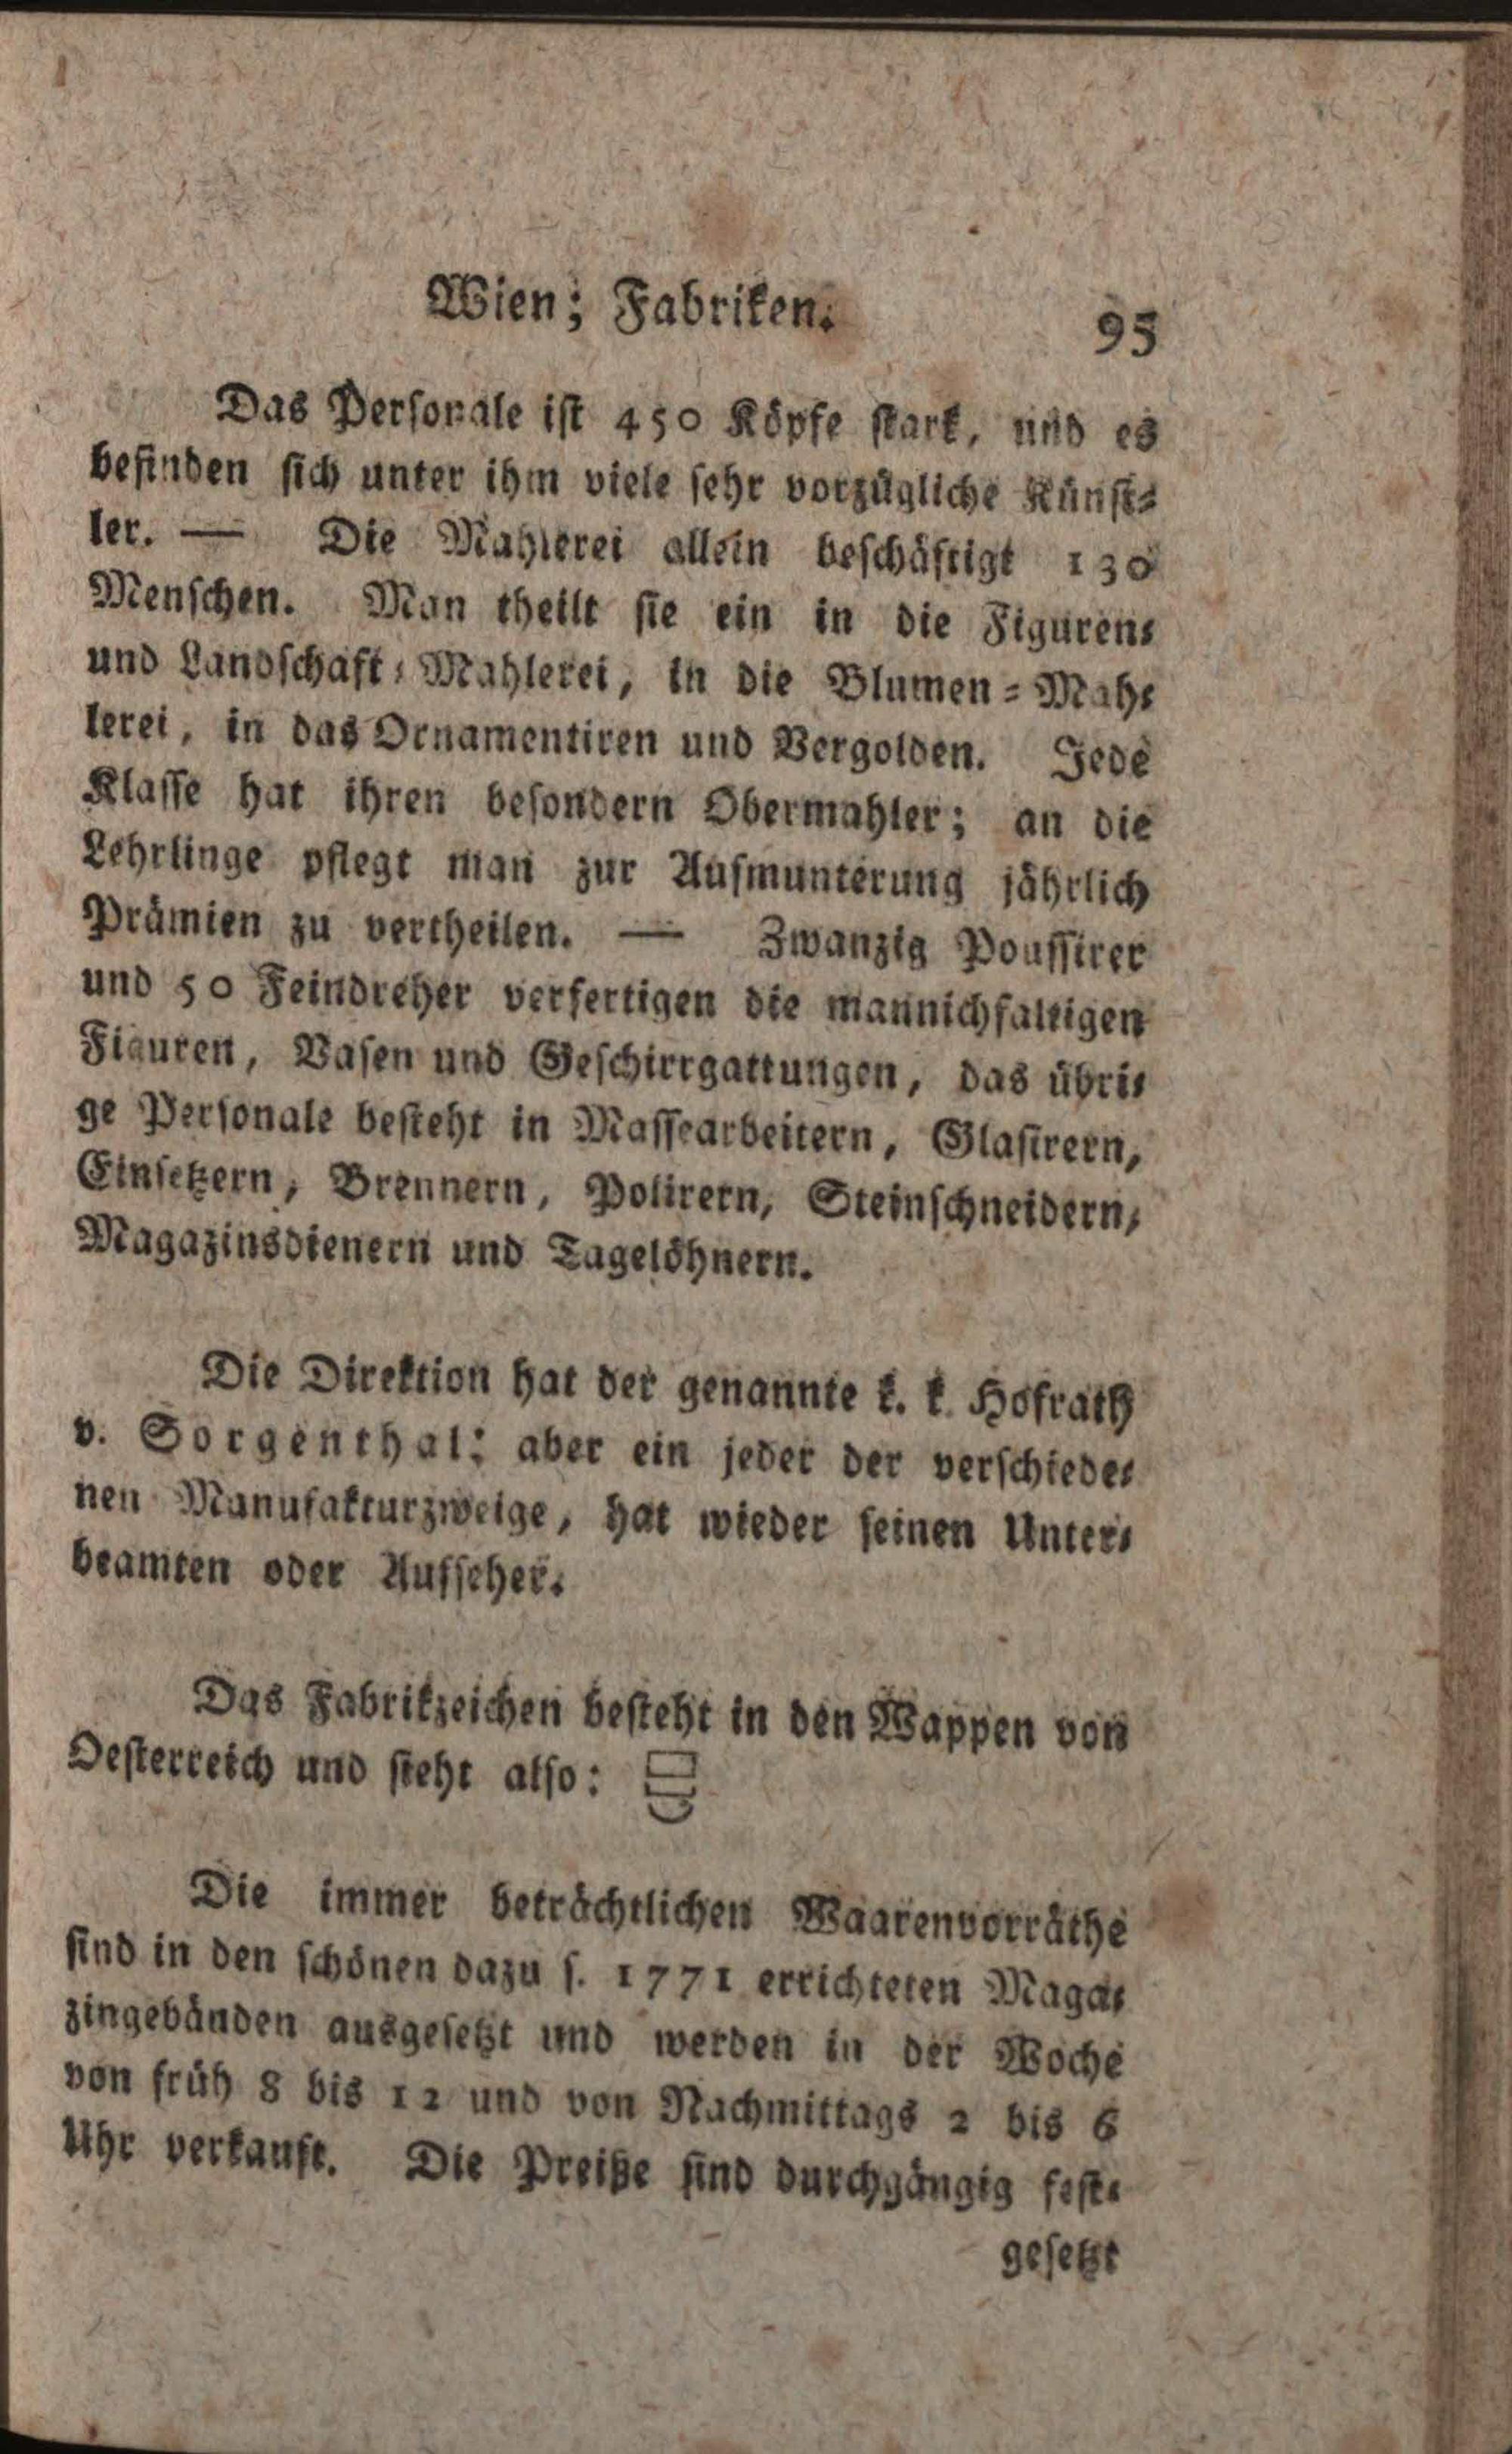 Wien; Fabriken.
95
Das Personale ist 450 Köpfe stark, und es
befinden sich unter ihm viele sehr vorzügliche Künst-
ler. — Die Mahlerei allein beschäftigt 130
Menschen. Man theilt sie ein in die Figuren-
und Landschaft-Mahlerei, in die Blumen-Mah-
lerei, in das Ornamentiren und Vergolden. Jede
Klasse hat ihren besondern Obermahler; an die
Lehrlinge pflegt man zur Aufmunterung jährlich
Prämien zu vertheilen. — Zwanzig Poussirer
und 50 Feindreher verfertigen die mannichfaltigen
Figuren, Vasen und Geschirrgattungen, das übri-
ge Personale besteht in Massearbeitern, Glasirern,
Einsetzern, Brennern, Polirern, Steinschneidern,
Magazinsdienern und Tagelöhnern.
Die Direktion hat der genannte k. k. Hofrath
v. Sorgenthal: aber ein jeder der verschiede-
nen Manufakturzweige, hat wieder seinen Unter-
beamten oder Aufseher.
Das Fabrikzeichen besteht in den Wappen von
Oesterreich und sieht also:
Die immer beträchtlichen Waarenvorräthe
sind in den schönen dazu s. 1771 errichteten Maga-
zingebänden ausgesetzt und werden in der Woche
von früh 8 bis 12 und von Nachmittags 2 bis 6
Uhr verkauft. Die Preiße sind durchgängig fest-
gesetzt